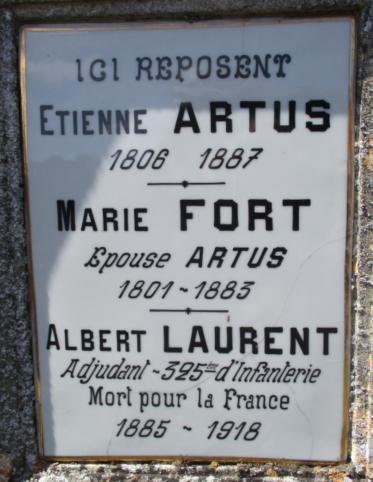 ICI REPOSENT
ETIENNE ARTUS
1806 1887
MARIE FORT
Epouse ARTUS
1801 - 1883
ALBERT LAURENT
Adjudant - 325ème d'Infanterie
Mort pour la France
1885 - 1918